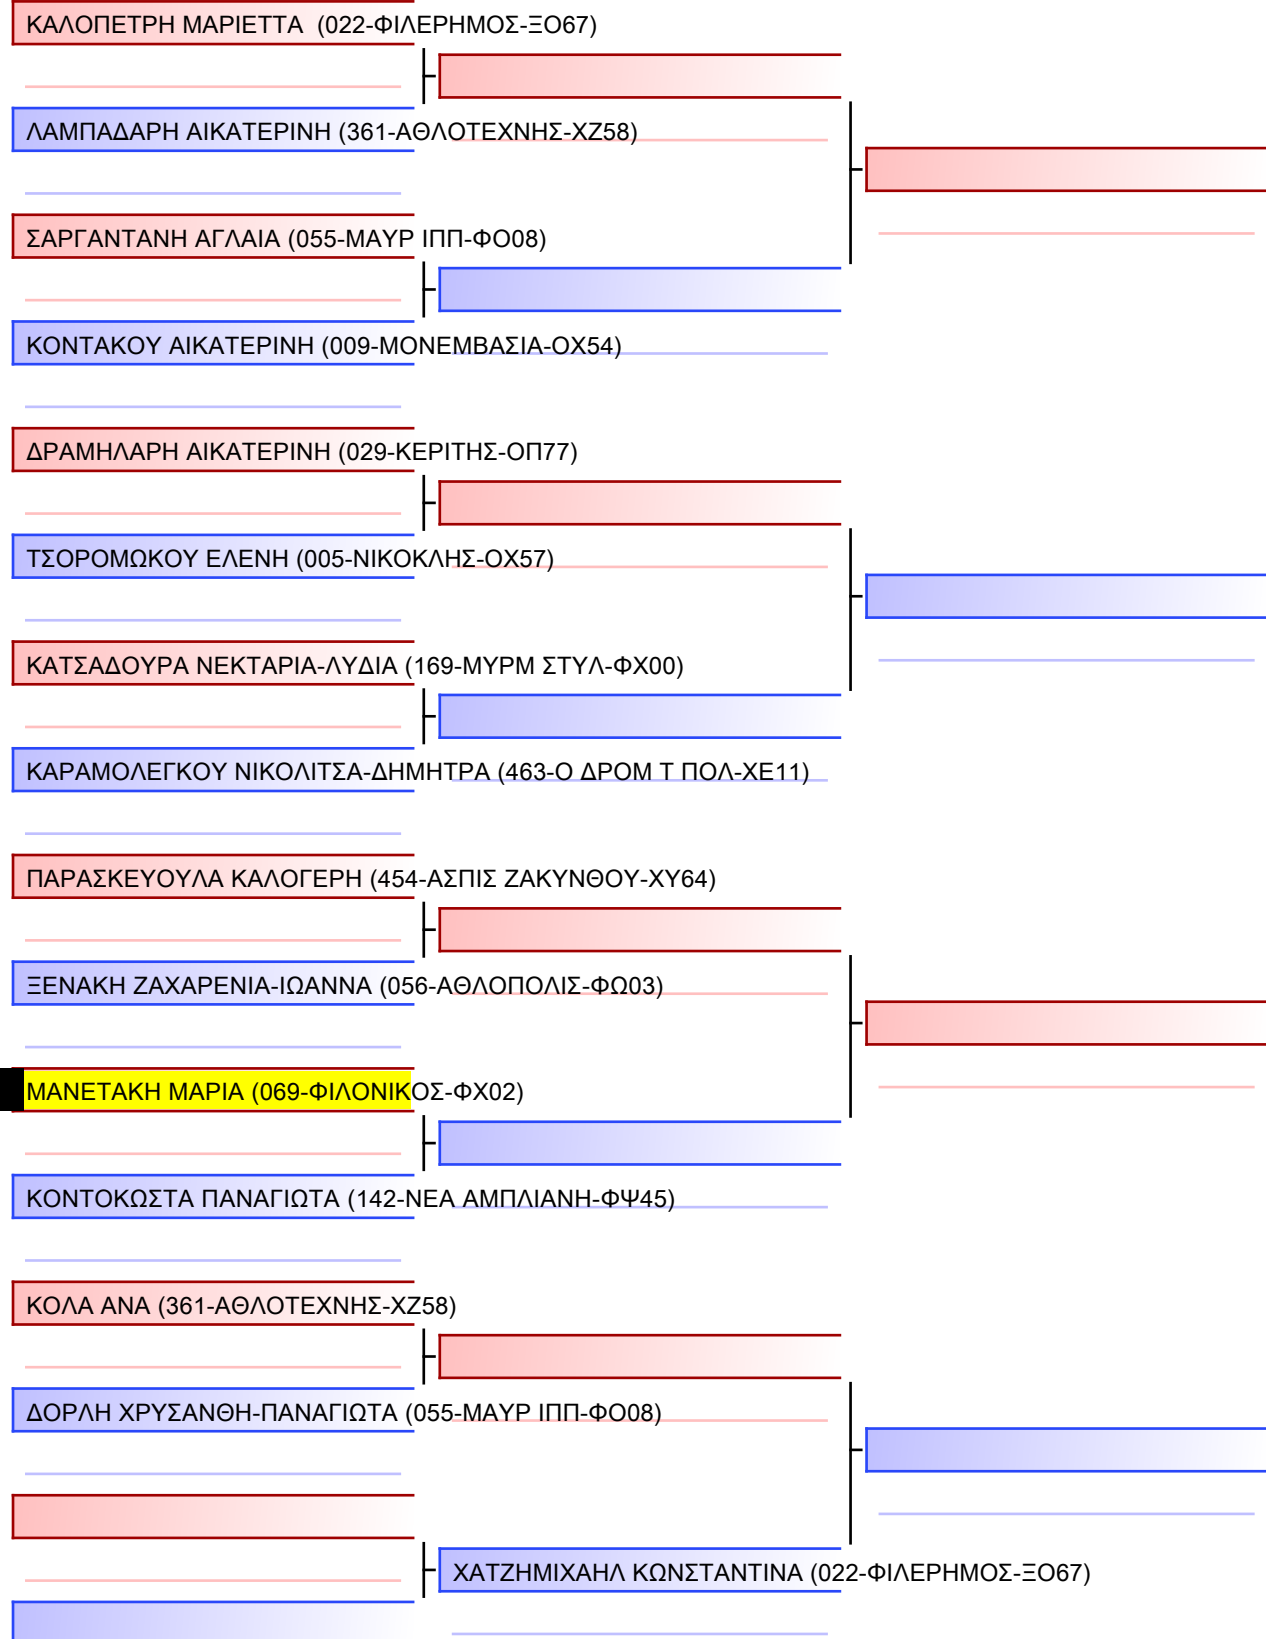 ΚΑΛΟΠΕΤΡΗ ΜΑΡΙΕΤΤΑ (022-ΦΙΛΕΡΗΜΟΣ-ΞΟ67)
ΛΑΜΠΑΔΑΡΗ ΑΙΚΑΤΕΡΙΝΗ (361-ΑΘΛΟΤΕΧΝΗΣ-ΧΖ58)
ΣΑΡΓΑΝΤΑΝΗ ΑΓΛΑΙΑ (055-ΜΑΥΡ ΙΠΠ-ΦΟ08)
ΚΟΝΤΑΚΟΥ ΑΙΚΑΤΕΡΙΝΗ (009-ΜΟΝΕΜΒΑΣΙΑ-ΟΧ54)
ΔΡΑΜΗΛΑΡΗ ΑΙΚΑΤΕΡΙΝΗ (029-ΚΕΡΙΤΗΣ-ΟΠ77)
ΤΣΟΡΟΜΩΚΟΥ ΕΛΕΝΗ (005-ΝΙΚΟΚΛΗΣ-ΟΧ57)
ΚΑΤΣΑΔΟΥΡΑ ΝΕΚΤΑΡΙΑ-ΛΥΔΙΑ (169-ΜΥΡΜ ΣΤΥΛ-ΦΧ00)
ΚΑΡΑΜΟΛΕΓΚΟΥ ΝΙΚΟΛΙΤΣΑ-ΔΗΜΗΤΡΑ (463-Ο ΔΡΟΜ Τ ΠΟΛ-ΧΕ11)
ΠΑΡΑΣΚΕΥΟΥΛΑ ΚΑΛΟΓΕΡΗ (454-ΑΣΠΙΣ ΖΑΚΥΝΘΟΥ-ΧΥ64)
ΞΕΝΑΚΗ ΖΑΧΑΡΕΝΙΑ-ΙΩΑΝΝΑ (056-ΑΘΛΟΠΟΛΙΣ-ΦΩ03)
ΜΑΝΕΤΑΚΗ ΜΑΡΙΑ (069-ΦΙΛΟΝΙΚΟΣ-ΦΧ02)
ΚΟΝΤΟΚΩΣΤΑ ΠΑΝΑΓΙΩΤΑ (142-ΝΕΑ ΑΜΠΛΙΑΝΗ-ΦΨ45)
ΚΟΛΑ ΑΝΑ (361-ΑΘΛΟΤΕΧΝΗΣ-ΧΖ58)
ΔΟΡΛΗ ΧΡΥΣΑΝΘΗ-ΠΑΝΑΓΙΩΤΑ (055-ΜΑΥΡ ΙΠΠ-ΦΟ08)
ΧΑΤΖΗΜΙΧΑΗΛ ΚΩΝΣΤΑΝΤΙΝΑ (022-ΦΙΛΕΡΗΜΟΣ-ΞΟ67)